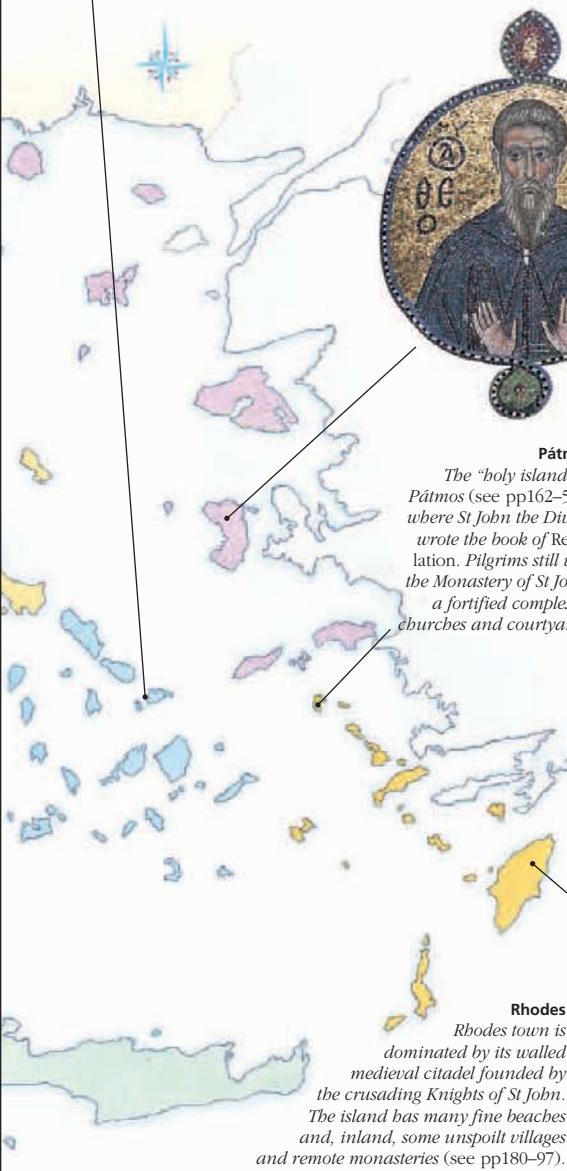 ΘΕ
Ο
Pát
The “holy island
Pátmos (see pp162–
where St John the Div
wrote the book of Re
lation. Pilgrims still
the Monastery of St Jo
a fortified comple
churches and courtya
Rhodes
Rhodes town is
dominated by its walled
medieval citadel founded by
the crusading Knights of St John.
The island has many fine beaches
and, inland, some unspoilt villages
and remote monasteries (see pp180–97).